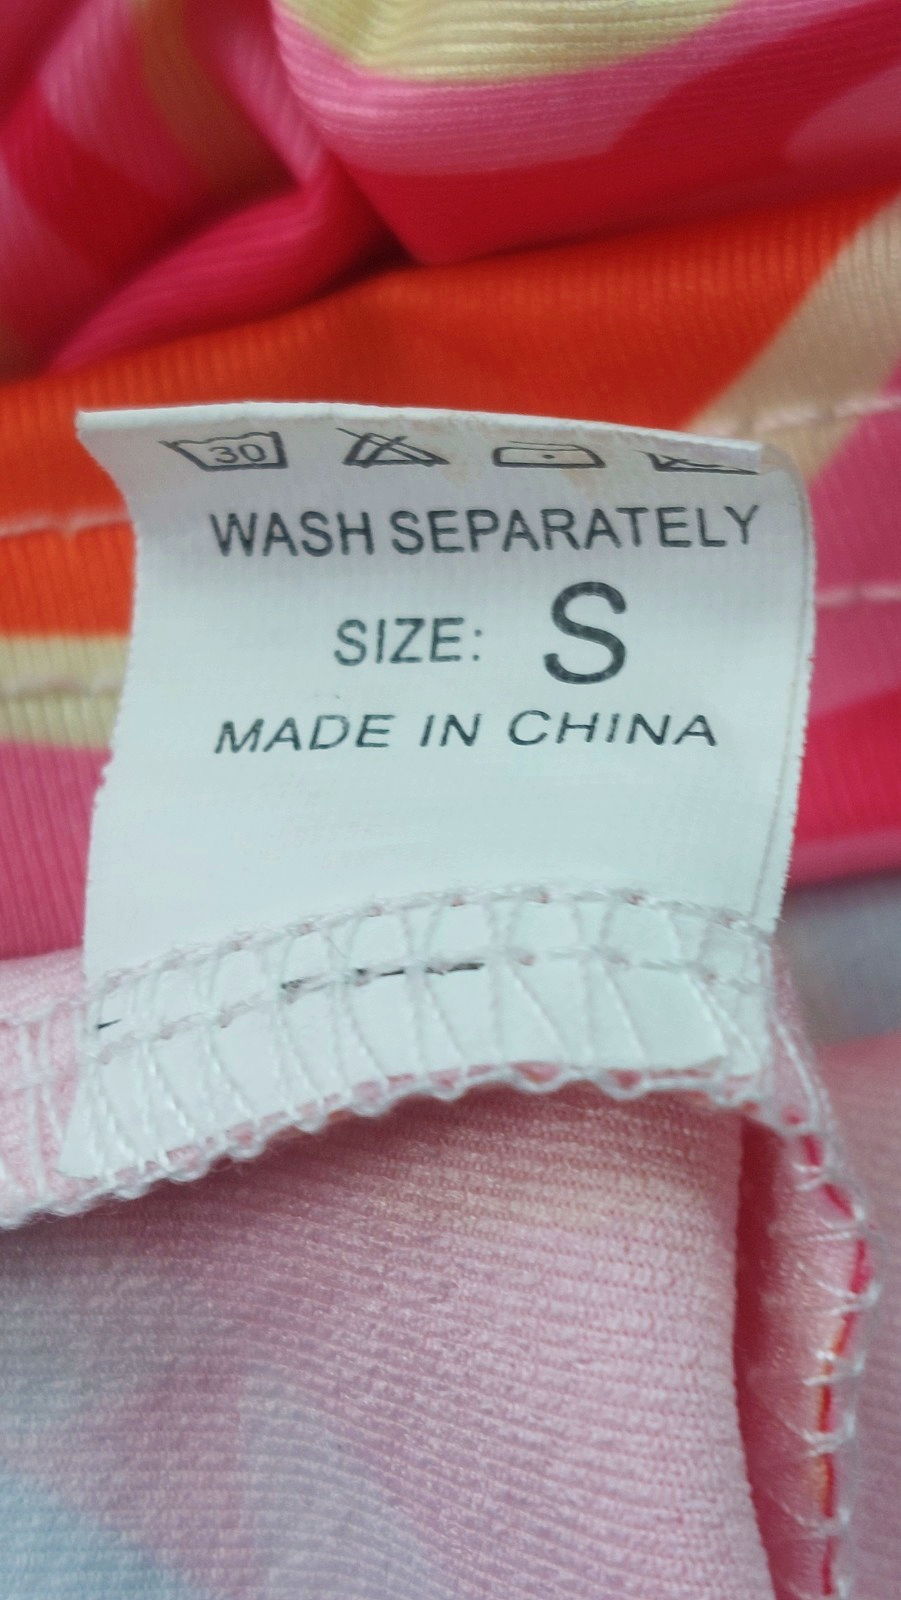 30
WASH SEPARATELY
SIZE: S
MADE IN CHINA